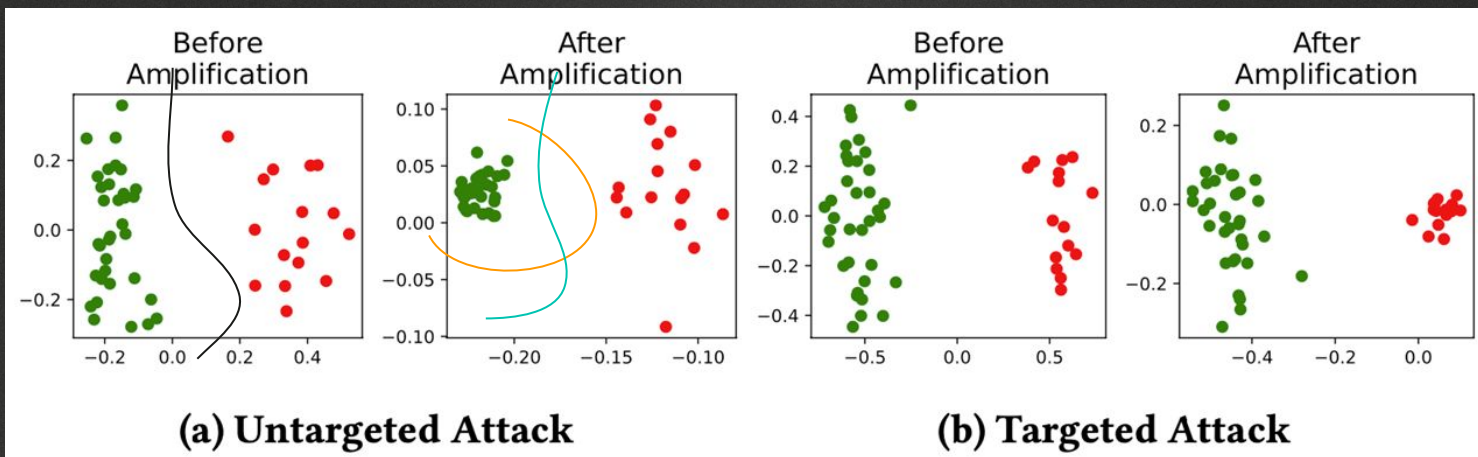 Before
Amplification
After
Amplification
Before
Amplification
After
Amplification
0.2
0.0
−0.2
−0.2 0.0 0.2 0.4
0.10
0.05
0.00
−0.05
−0.10
−0.20 −0.15 −0.10
0.4
0.2
0.0
−0.2
−0.4
−0.5 0.0 0.5
0.2
0.0
−0.2
−0.4 −0.2 0.0
(a) Untargeted Attack
(b) Targeted Attack